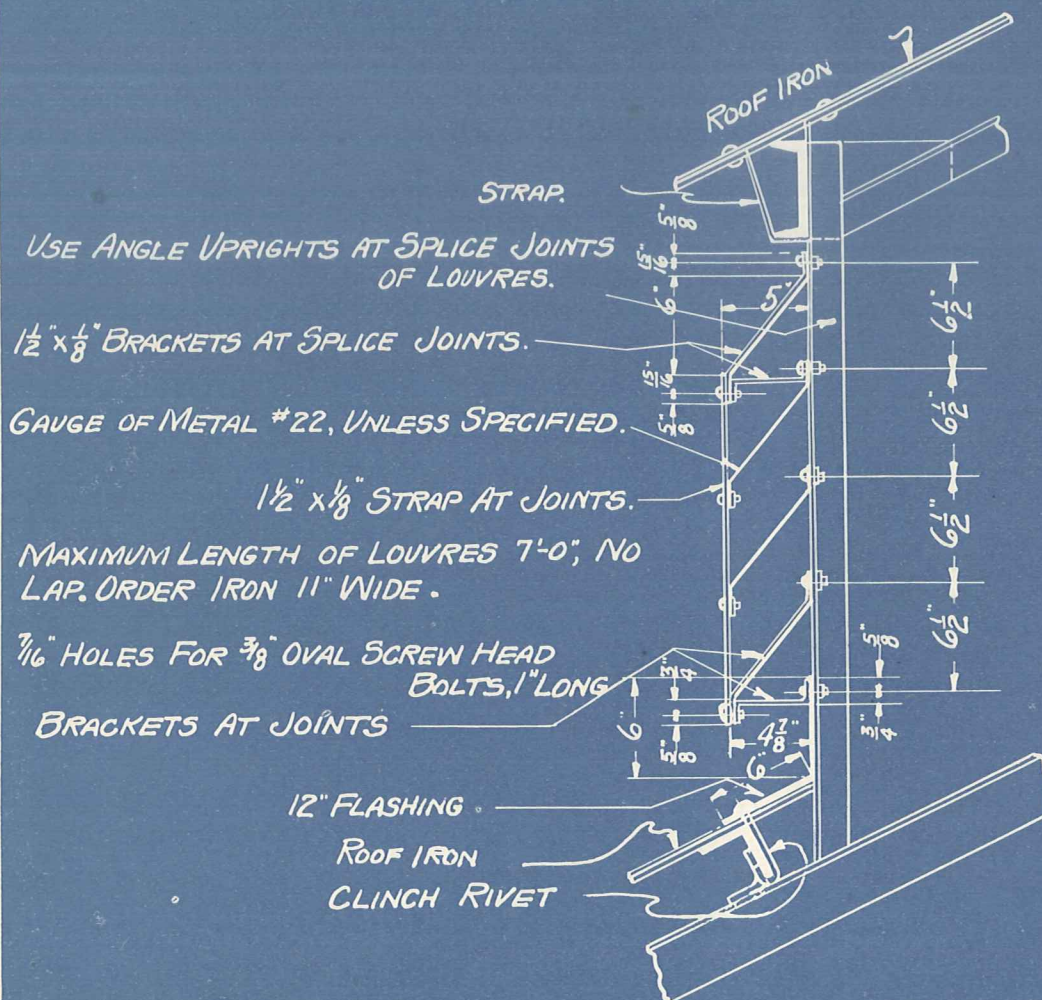 ROOF IRON
STRAP.
USE ANGLE UPRIGHTS AT SPLICE JOINTS
OF LOUVRES.
1½" x ⅛" BRACKETS AT SPLICE JOINTS.
GAUGE OF METAL #22, UNLESS SPECIFIED.
1½" x ⅛" STRAP AT JOINTS.
MAXIMUM LENGTH OF LOUVRES 7'-0", NO
LAP. ORDER IRON 11" WIDE.
7/16" HOLES FOR ⅜" OVAL SCREW HEAD
BOLTS, 1" LONG
BRACKETS AT JOINTS
12" FLASHING
ROOF IRON
CLINCH RIVET
5/8"
15/16"
6"
5"
15/16"
5/8"
6½"
6½"
6½"
6½"
3/4"
6"
5/8"
4⅞"
6"
5/8"
3/4"